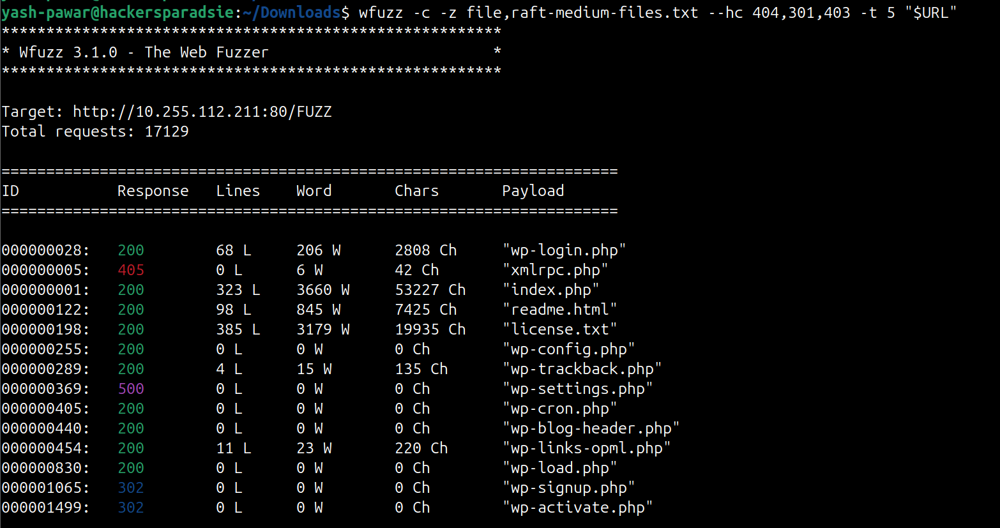 yash-pawar@hackersparadsie:~/Downloads$ wfuzz -c -z file,raft-medium-files.txt --hc 404,301,403 -t 5 "$URL"
********************************************************
* Wfuzz 3.1.0 - The Web Fuzzer                         *
********************************************************
Target: http://10.255.112.211:80/FUZZ
Total requests: 17129
=====================================================================
ID           Response   Lines    Word       Chars       Payload
=====================================================================
000000028:   200        68 L     206 W      2808 Ch     "wp-login.php"
000000005:   405        0 L      6 W        42 Ch       "xmlrpc.php"
000000001:   200        323 L    3660 W     53227 Ch    "index.php"
000000122:   200        98 L     845 W      7425 Ch     "readme.html"
000000198:   200        385 L    3179 W     19935 Ch    "license.txt"
000000255:   200        0 L      0 W        0 Ch        "wp-config.php"
000000289:   200        4 L      15 W       135 Ch      "wp-trackback.php"
000000369:   500        0 L      0 W        0 Ch        "wp-settings.php"
000000405:   200        0 L      0 W        0 Ch        "wp-cron.php"
000000440:   200        0 L      0 W        0 Ch        "wp-blog-header.php"
000000454:   200        11 L     23 W       220 Ch      "wp-links-opml.php"
000000830:   200        0 L      0 W        0 Ch        "wp-load.php"
000001065:   302        0 L      0 W        0 Ch        "wp-signup.php"
000001499:   302        0 L      0 W        0 Ch        "wp-activate.php"